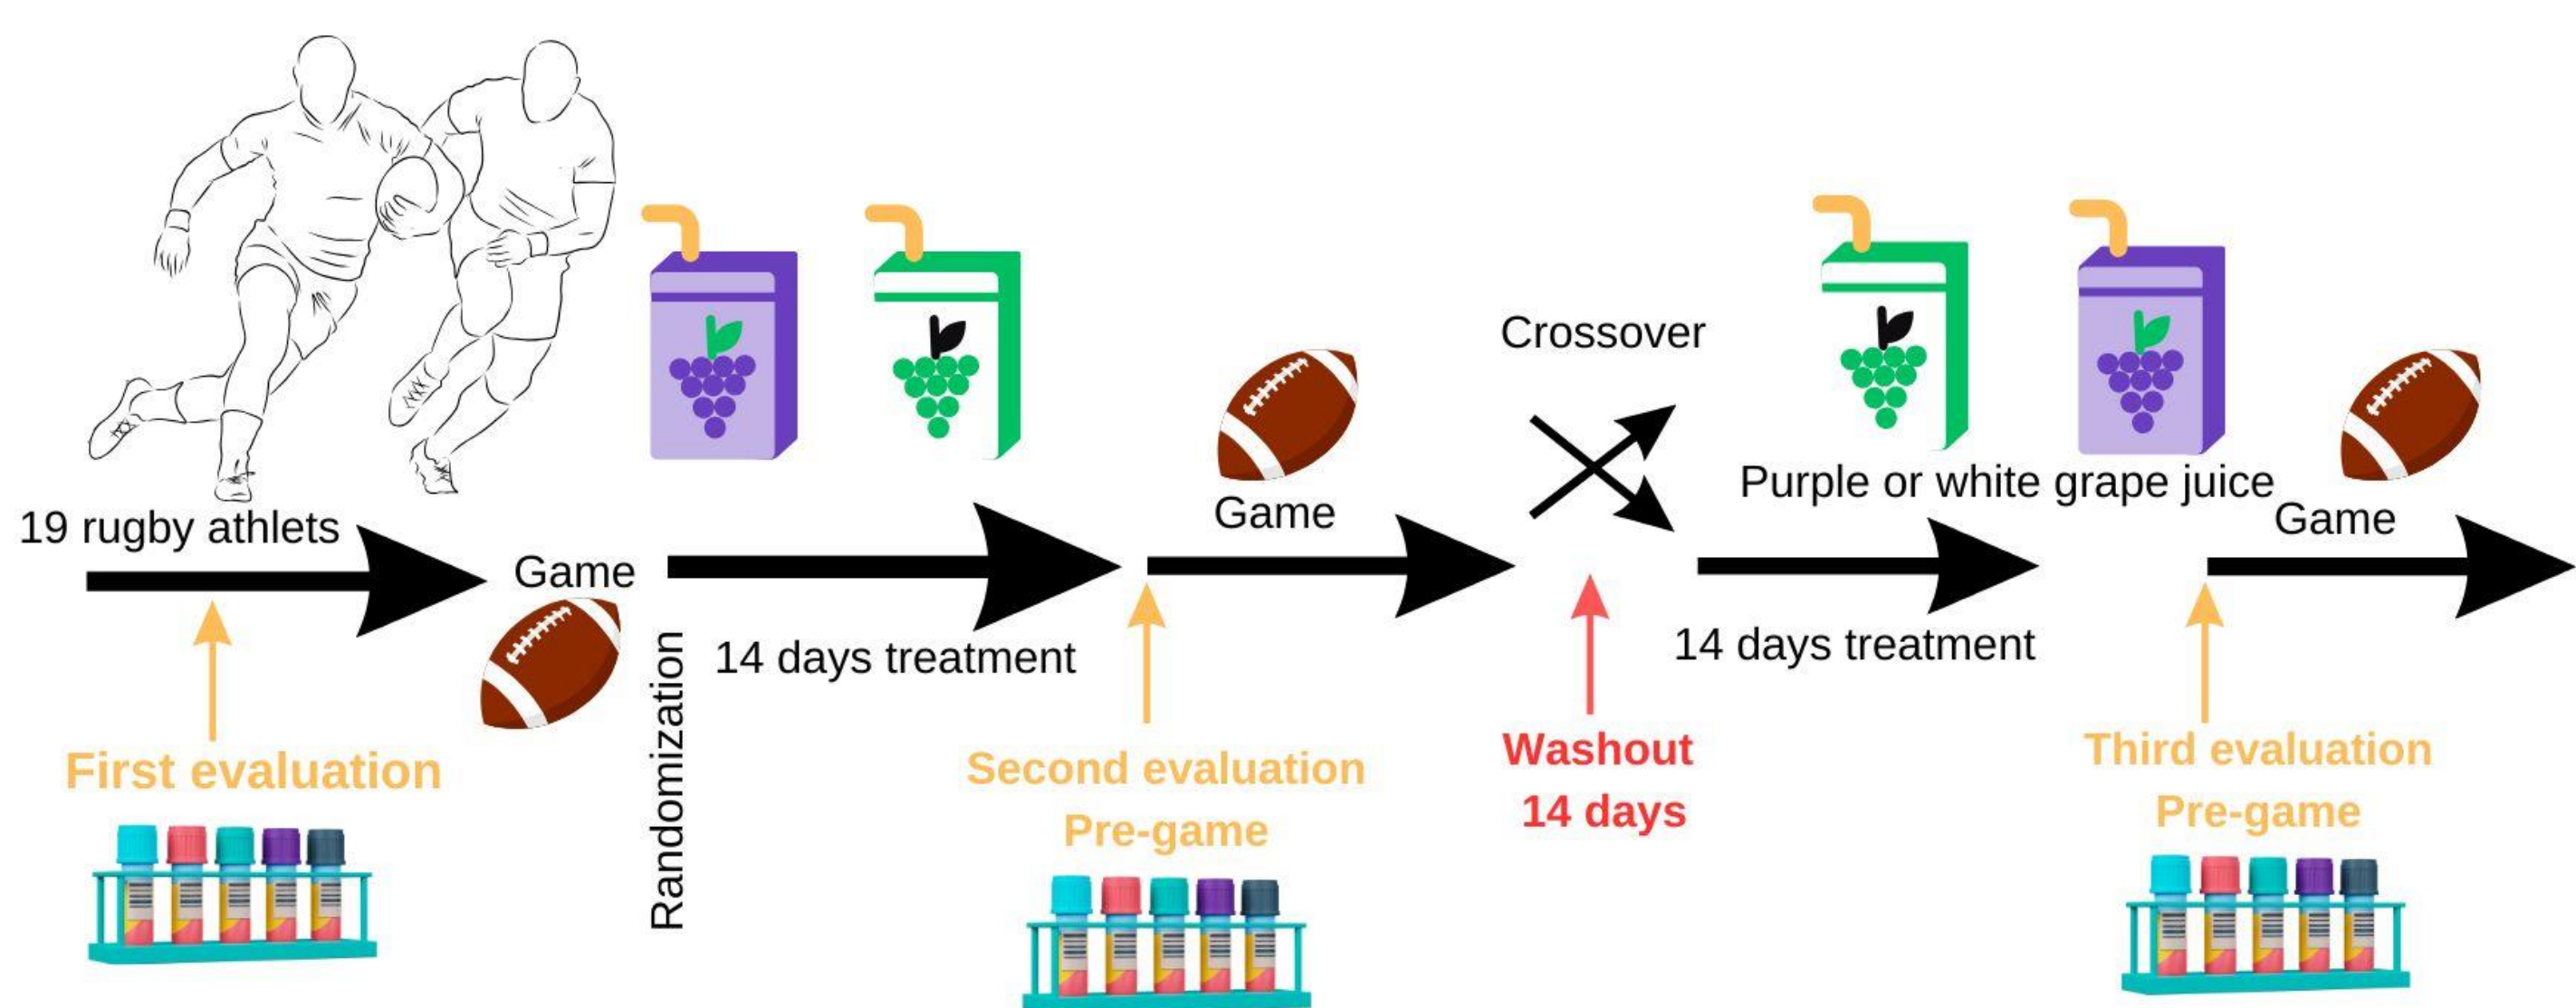 19 rugby athlets
First evaluation
Game
Randomization
14 days treatment
Second evaluation
Pre-game
Game
Crossover
Washout
14 days
Purple or white grape juice
14 days treatment
Third evaluation
Pre-game
Game